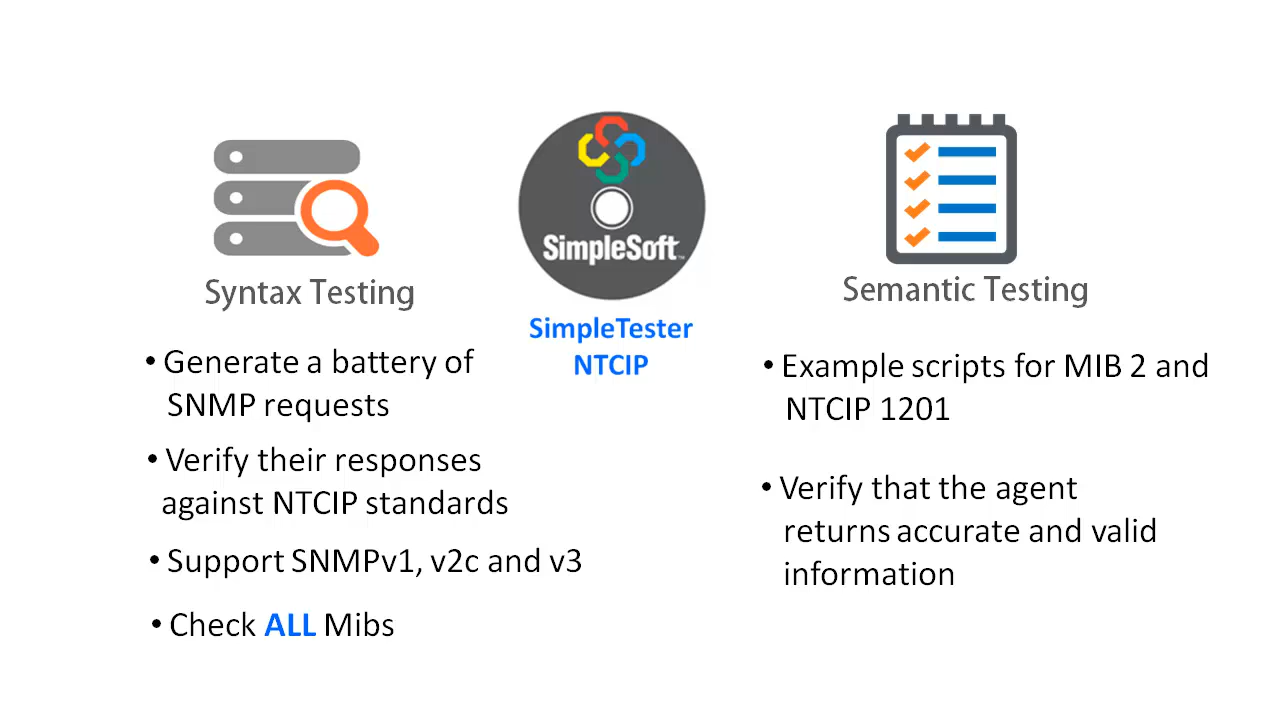 SimpleSoft™
SimpleTester
NTCIP
Syntax Testing
• Generate a battery of
SNMP requests
• Verify their responses
against NTCIP standards
• Support SNMPv1, v2c and v3
• Check ALL Mibs
Semantic Testing
• Example scripts for MIB 2 and
NTCIP 1201
• Verify that the agent
returns accurate and valid
information